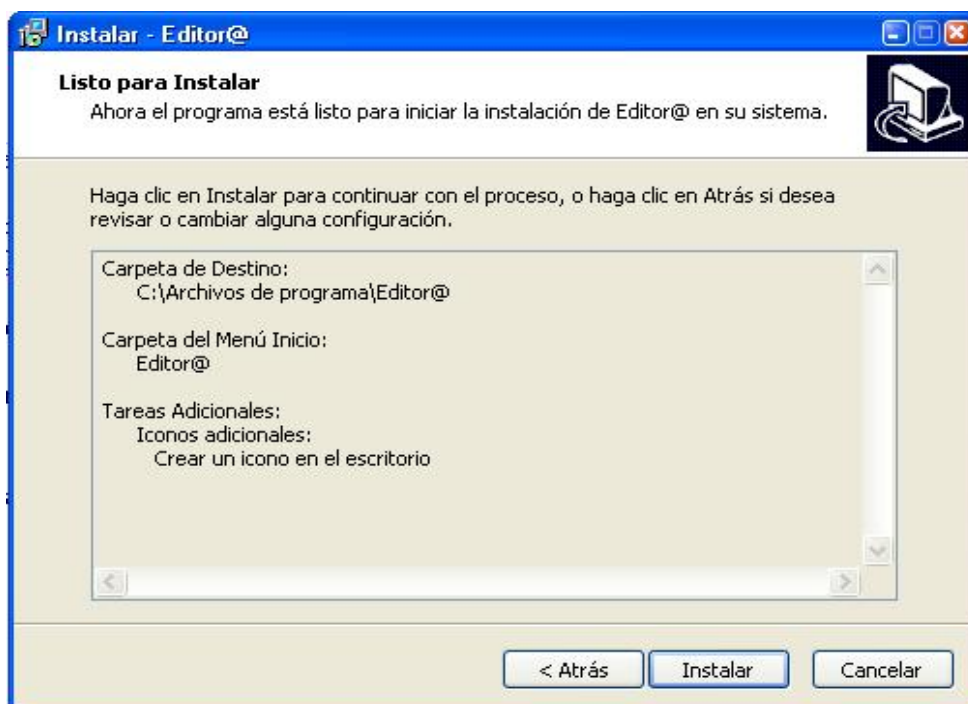 Instalar - Editor@
Listo para Instalar
Ahora el programa está listo para iniciar la instalación de Editor@ en su sistema.
Haga clic en Instalar para continuar con el proceso, o haga clic en Atrás si desea
revisar o cambiar alguna configuración.
Carpeta de Destino:
C:\Archivos de programa\Editor@
Carpeta del Menú Inicio:
Editor@
Tareas Adicionales:
Iconos adicionales:
Crear un icono en el escritorio
< Atrás Instalar Cancelar